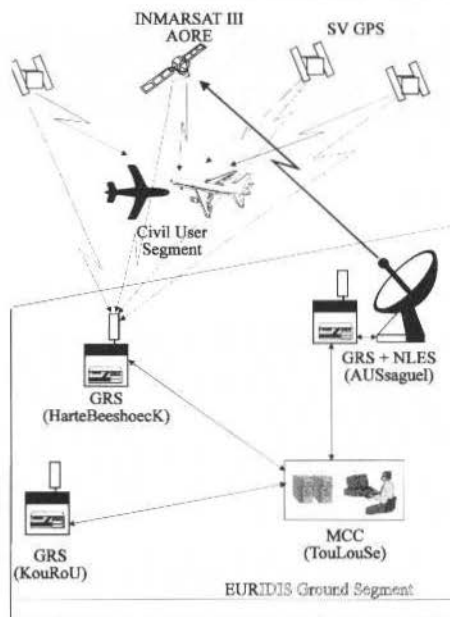 INMARSAT III
AORE
SV GPS
Civil User
Segment
GRS
(HarteBeeshoecK)
GRS + NLES
(AUSsaguel)
GRS
(KouRoU)
MCC
(TouLouSe)
EURIDIS Ground Segment